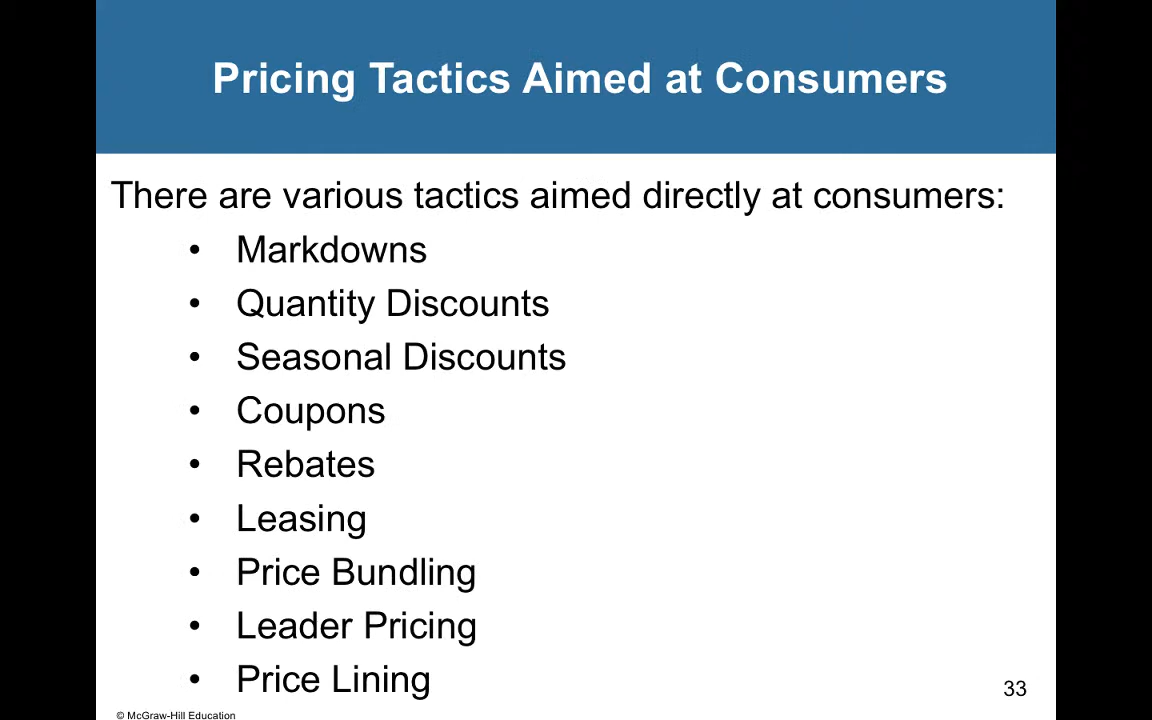 Pricing Tactics Aimed at Consumers
There are various tactics aimed directly at consumers:
• Markdowns
• Quantity Discounts
• Seasonal Discounts
• Coupons
• Rebates
• Leasing
• Price Bundling
• Leader Pricing
• Price Lining
33
© McGraw-Hill Education